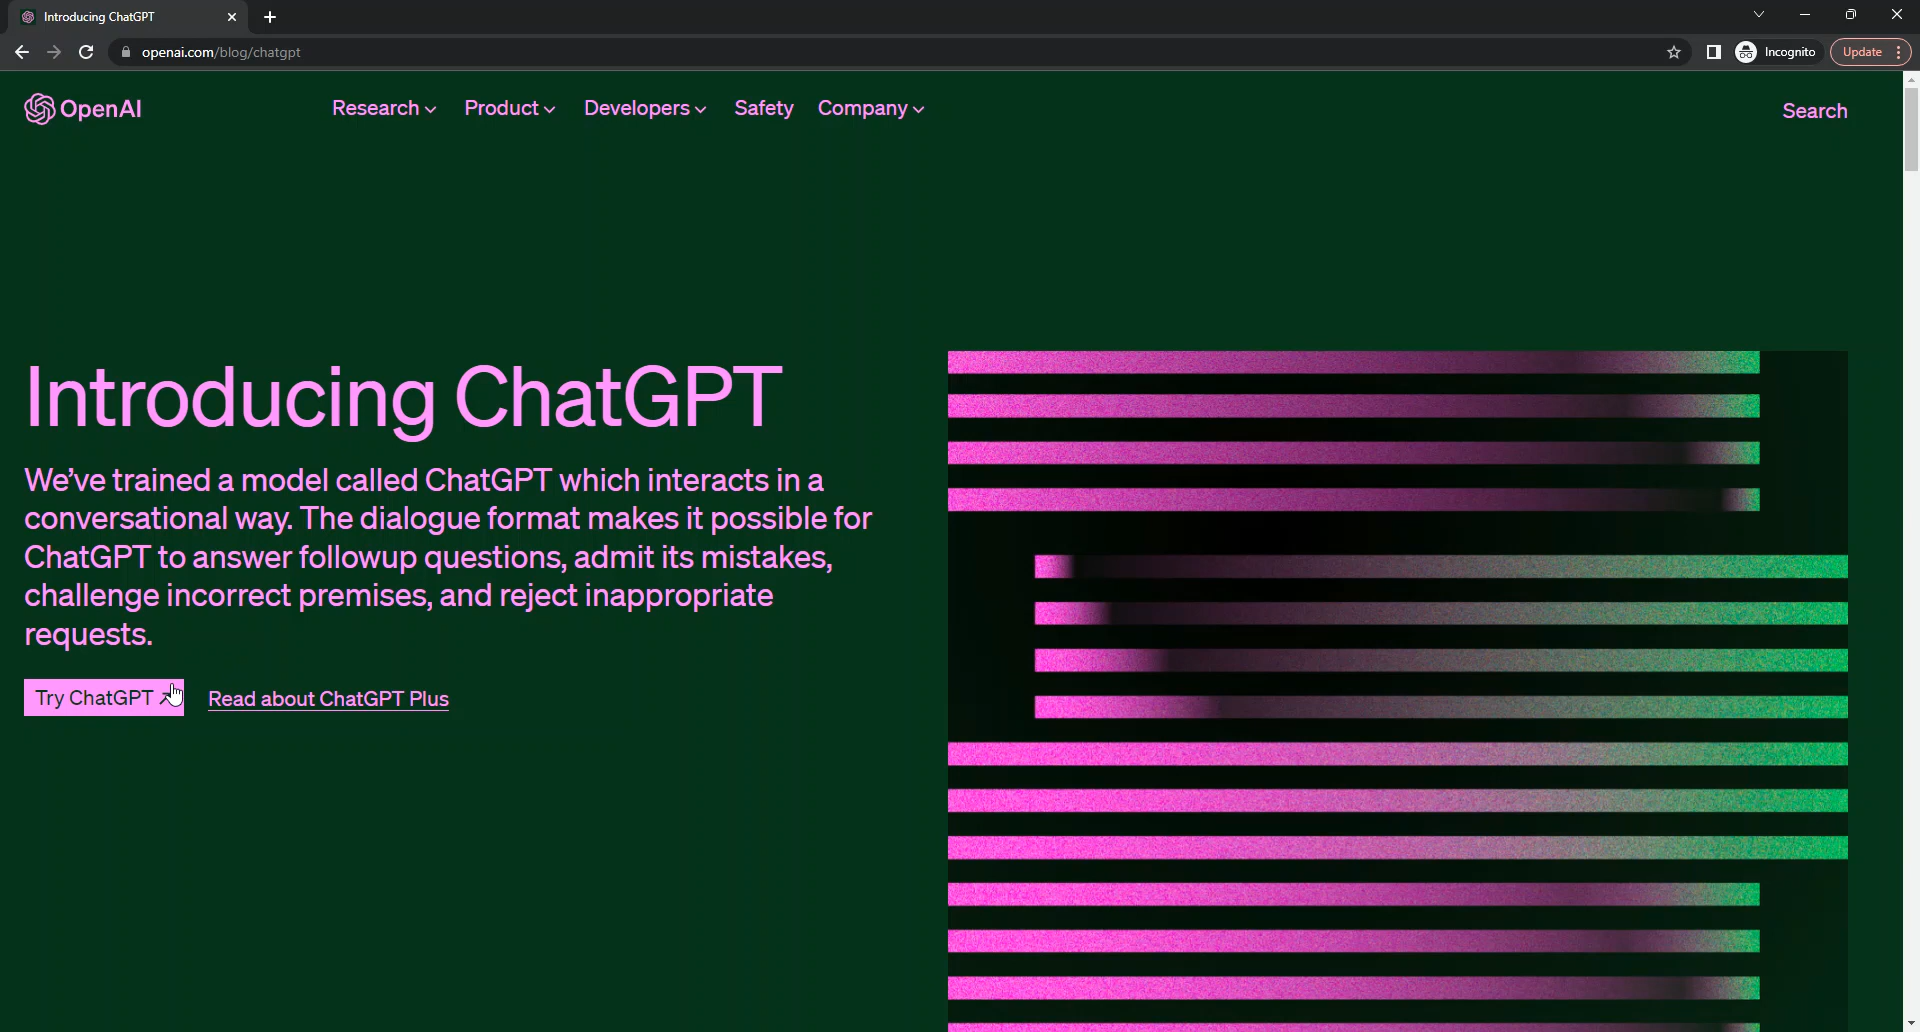 Introducing ChatGPT
openai.com/blog/chatgpt
Incognito
Update
OpenAI
Research
Product
Developers
Safety
Company
Search
Introducing ChatGPT
We’ve trained a model called ChatGPT which interacts in a
conversational way. The dialogue format makes it possible for
ChatGPT to answer followup questions, admit its mistakes,
challenge incorrect premises, and reject inappropriate
requests.
Try ChatGPT
Read about ChatGPT Plus